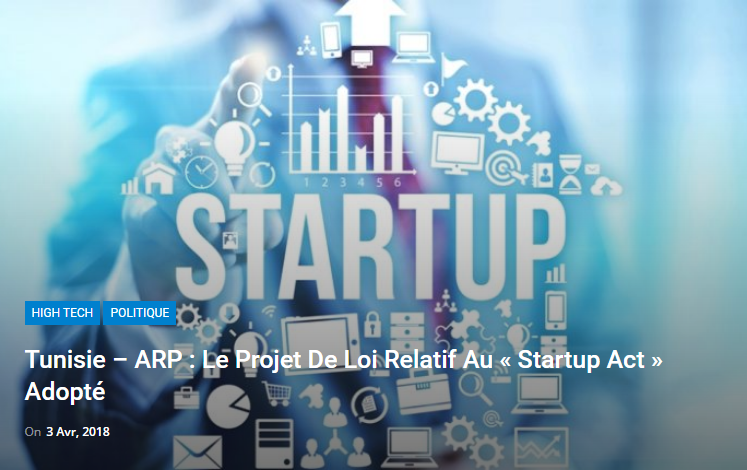 1 2 3 4 5 6
STARTUP
HIGH TECH POLITIQUE
Tunisie – ARP : Le Projet De Loi Relatif Au « Startup Act »
Adopté
On 3 Avr, 2018